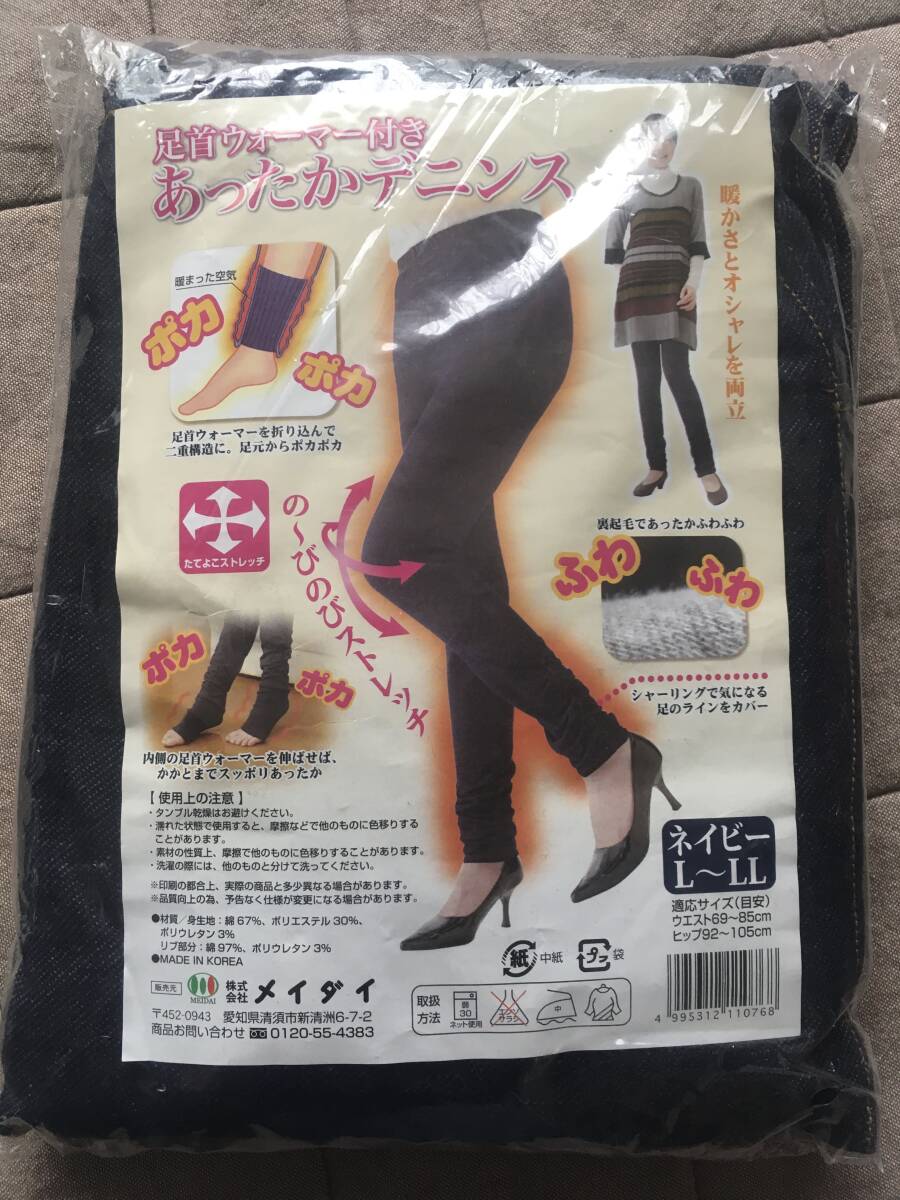 足首ウォーマー付き
あったかデニンス
暖かさとオシャレを両立
暖まった空気
ポカ
ポカ
足首ウォーマーを折り込んで
二重構造に。足元からポカポカ
たてよこストレッチ
の～びのびストレッチ
裏起毛であったかふわふわ
ふわ
ふわ
シャーリングで気になる
足のラインをカバー
ポカ
ポカ
内側の足首ウォーマーを伸ばせば、
かかとまでスッポリあったか
【使用上の注意】
・タンブル乾燥はお避けください。
・濡れた状態で使用すると、摩擦などで他のものに色移りする
ことがあります。
・素材の性質上、摩擦で他のものに色移りすることがあります。
・洗濯の際には、他のものと分けて洗ってください。
※印刷の都合上、実際の商品と多少異なる場合があります。
※品質向上の為、予告なく仕様が変更になる場合があります。
●材質／身生地：綿67%、ポリエステル30%、
ポリウレタン3%
リブ部分：綿97%、ポリウレタン3%
●MADE IN KOREA
ネイビー
L～LL
適応サイズ(目安)
ウエスト69～85cm
ヒップ92～105cm
紙 中紙 プラ 袋
販売元 MEIDAI 株式会社 メイダイ
〒452-0943 愛知県清須市新清洲6-7-2
商品お問い合わせ 0120-55-4383
取扱方法
弱 30 ネット使用
エンソサラシ
中
4 995312 110768